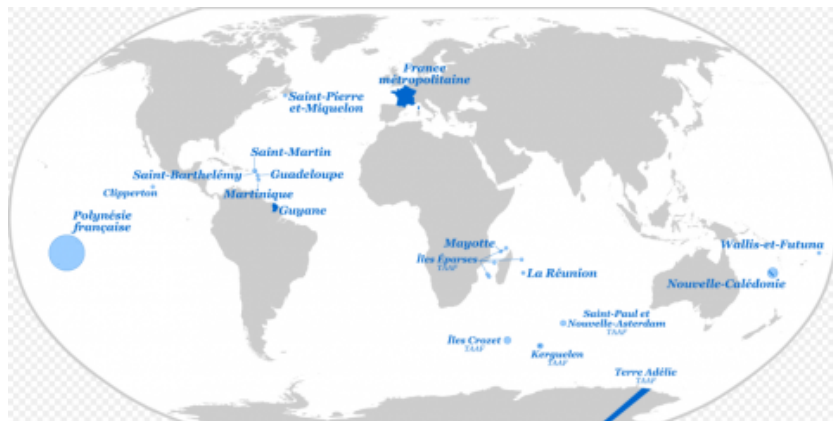 France
métropolitaine
Saint-Pierre
et-Miquelon
Saint-Martin
Saint-Barthelémy
Guadeloupe
Clipperton
Martinique
Guyane
Polynésie
française
Mayotte
Îles Éparses
TAAF
La Réunion
Wallis-et-Futuna
Nouvelle-Calédonie
Saint-Paul et
Nouvelle-Asterdam
TAAF
Îles Crozet
TAAF
Kerguelen
TAAF
Terre Adélie
TAAF